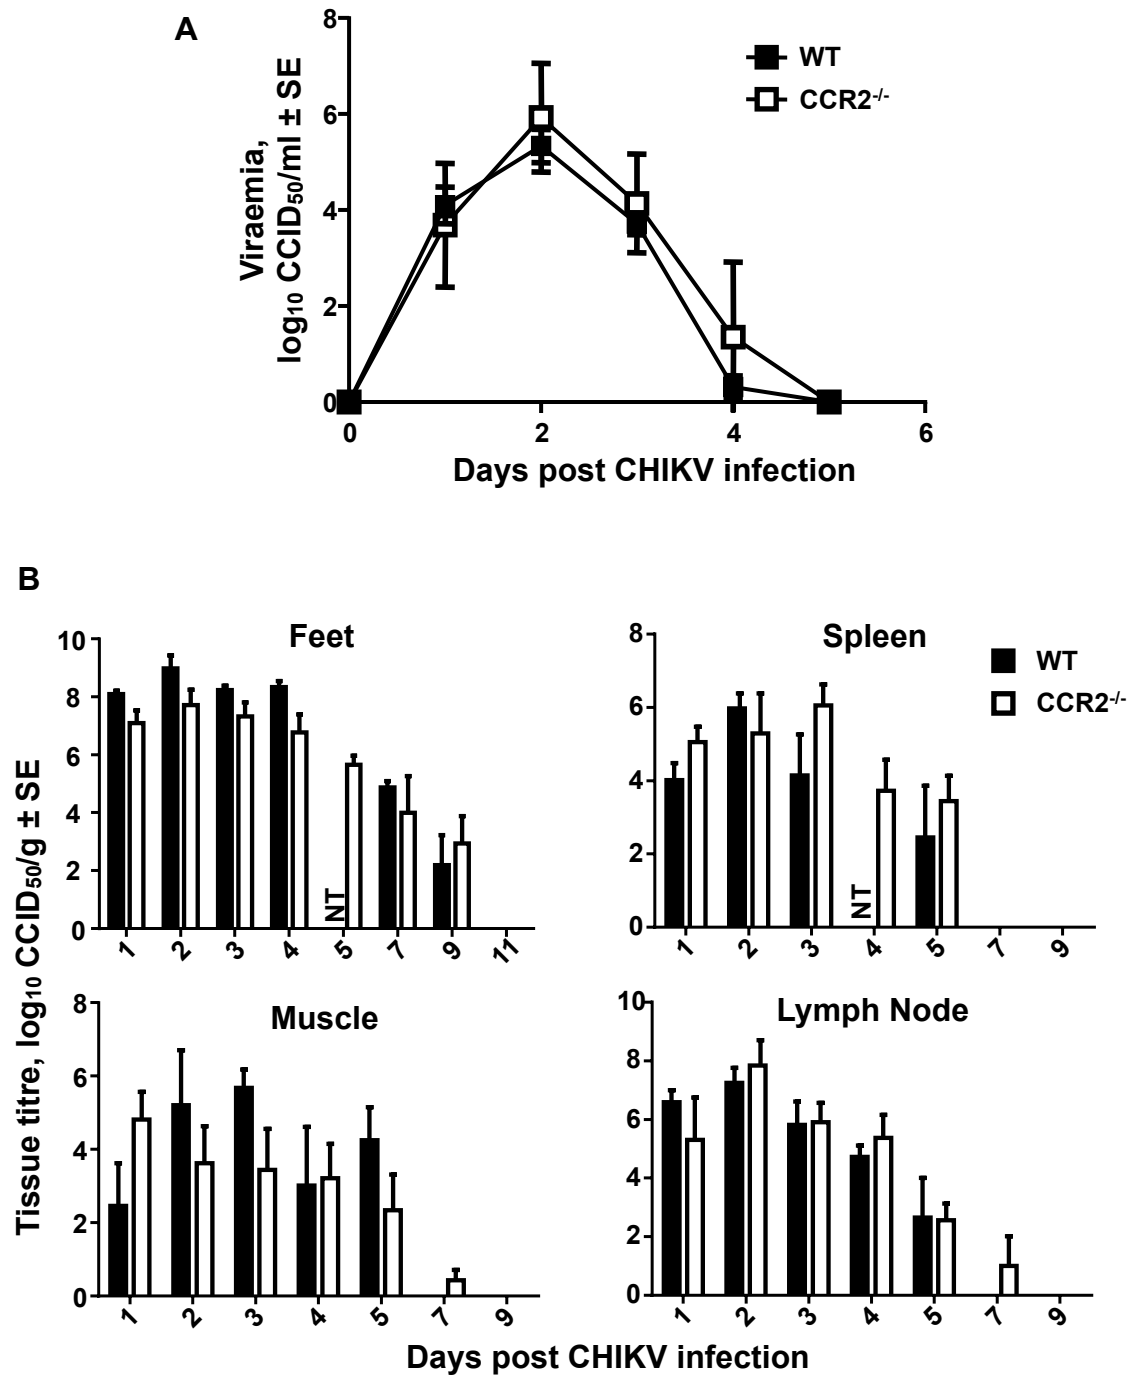 A
8
6
4
2
0
Viraemia,
log₁₀ CCID₅₀/ml ± SE
WT
CCR2⁻/⁻
0 2 4 6
Days post CHIKV infection
B
Tissue titre, log₁₀ CCID₅₀/g ± SE
Feet
10
8
6
4
2
0
NT
1 2 3 4 5 7 9 11
Spleen
WT
CCR2⁻/⁻
8
6
4
2
0
NT
1 2 3 4 5 7 9
Muscle
8
6
4
2
0
1 2 3 4 5 7 9
Lymph Node
10
8
6
4
2
0
1 2 3 4 5 7 9
Days post CHIKV infection